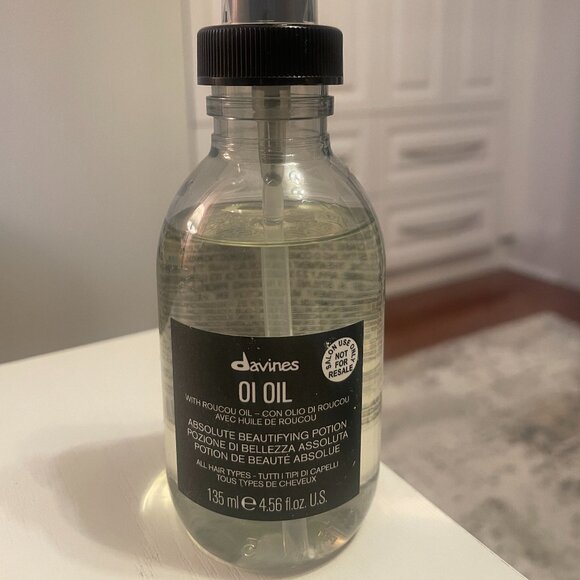 davines
SALON USE ONLY
NOT
FOR
RESALE
OI OIL
WITH ROUCOU OIL – CON OLIO DI ROUCOU
AVEC HUILE DE ROUCOU
ABSOLUTE BEAUTIFYING POTION
POZIONE DI BELLEZZA ASSOLUTA
POTION DE BEAUTÉ ABSOLUE
ALL HAIR TYPES - TUTTI I TIPI DI CAPELLI
TOUS TYPES DE CHEVEUX
135 ml ℮ 4.56 fl.oz. U.S.